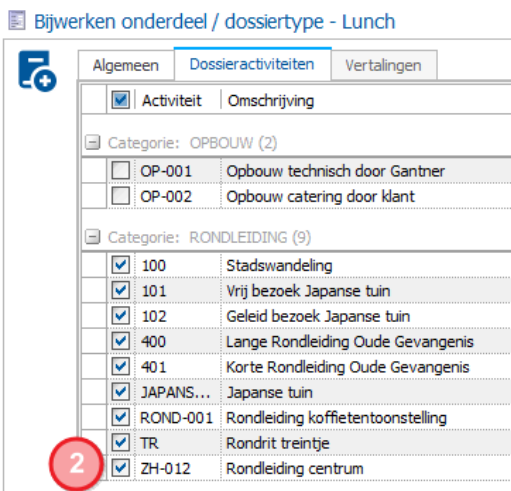 Bijwerken onderdeel / dossiertype - Lunch
Algemeen Dossieractiviteiten Vertalingen
Activiteit Omschrijving
Categorie: OPBOUW (2)
OP-001 Opbouw technisch door Gantner
OP-002 Opbouw catering door klant
Categorie: RONDLEIDING (9)
100 Stadswandeling
101 Vrij bezoek Japanse tuin
102 Geleid bezoek Japanse tuin
400 Lange Rondleiding Oude Gevangenis
401 Korte Rondleiding Oude Gevangenis
JAPANS... Japanse tuin
ROND-001 Rondleiding koffietentoonstelling
TR Rondrit treintje
2 ZH-012 Rondleiding centrum